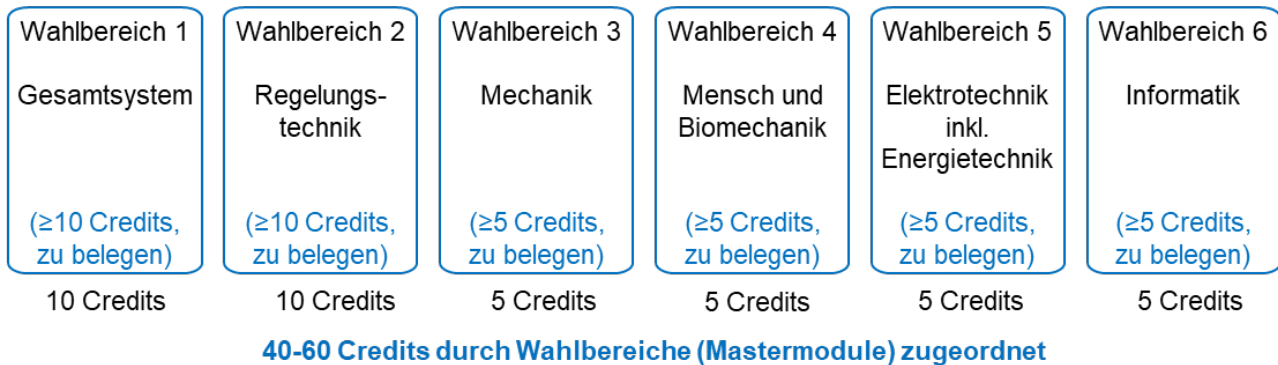 Wahlbereich 1
Gesamtsystem
(≥10 Credits,
zu belegen)
10 Credits
Wahlbereich 2
Regelungs-
technik
(≥10 Credits,
zu belegen)
10 Credits
Wahlbereich 3
Mechanik
(≥5 Credits,
zu belegen)
5 Credits
Wahlbereich 4
Mensch und
Biomechanik
(≥5 Credits,
zu belegen)
5 Credits
Wahlbereich 5
Elektrotechnik
inkl.
Energietechnik
(≥5 Credits,
zu belegen)
5 Credits
Wahlbereich 6
Informatik
(≥5 Credits,
zu belegen)
5 Credits
40-60 Credits durch Wahlbereiche (Mastermodule) zugeordnet